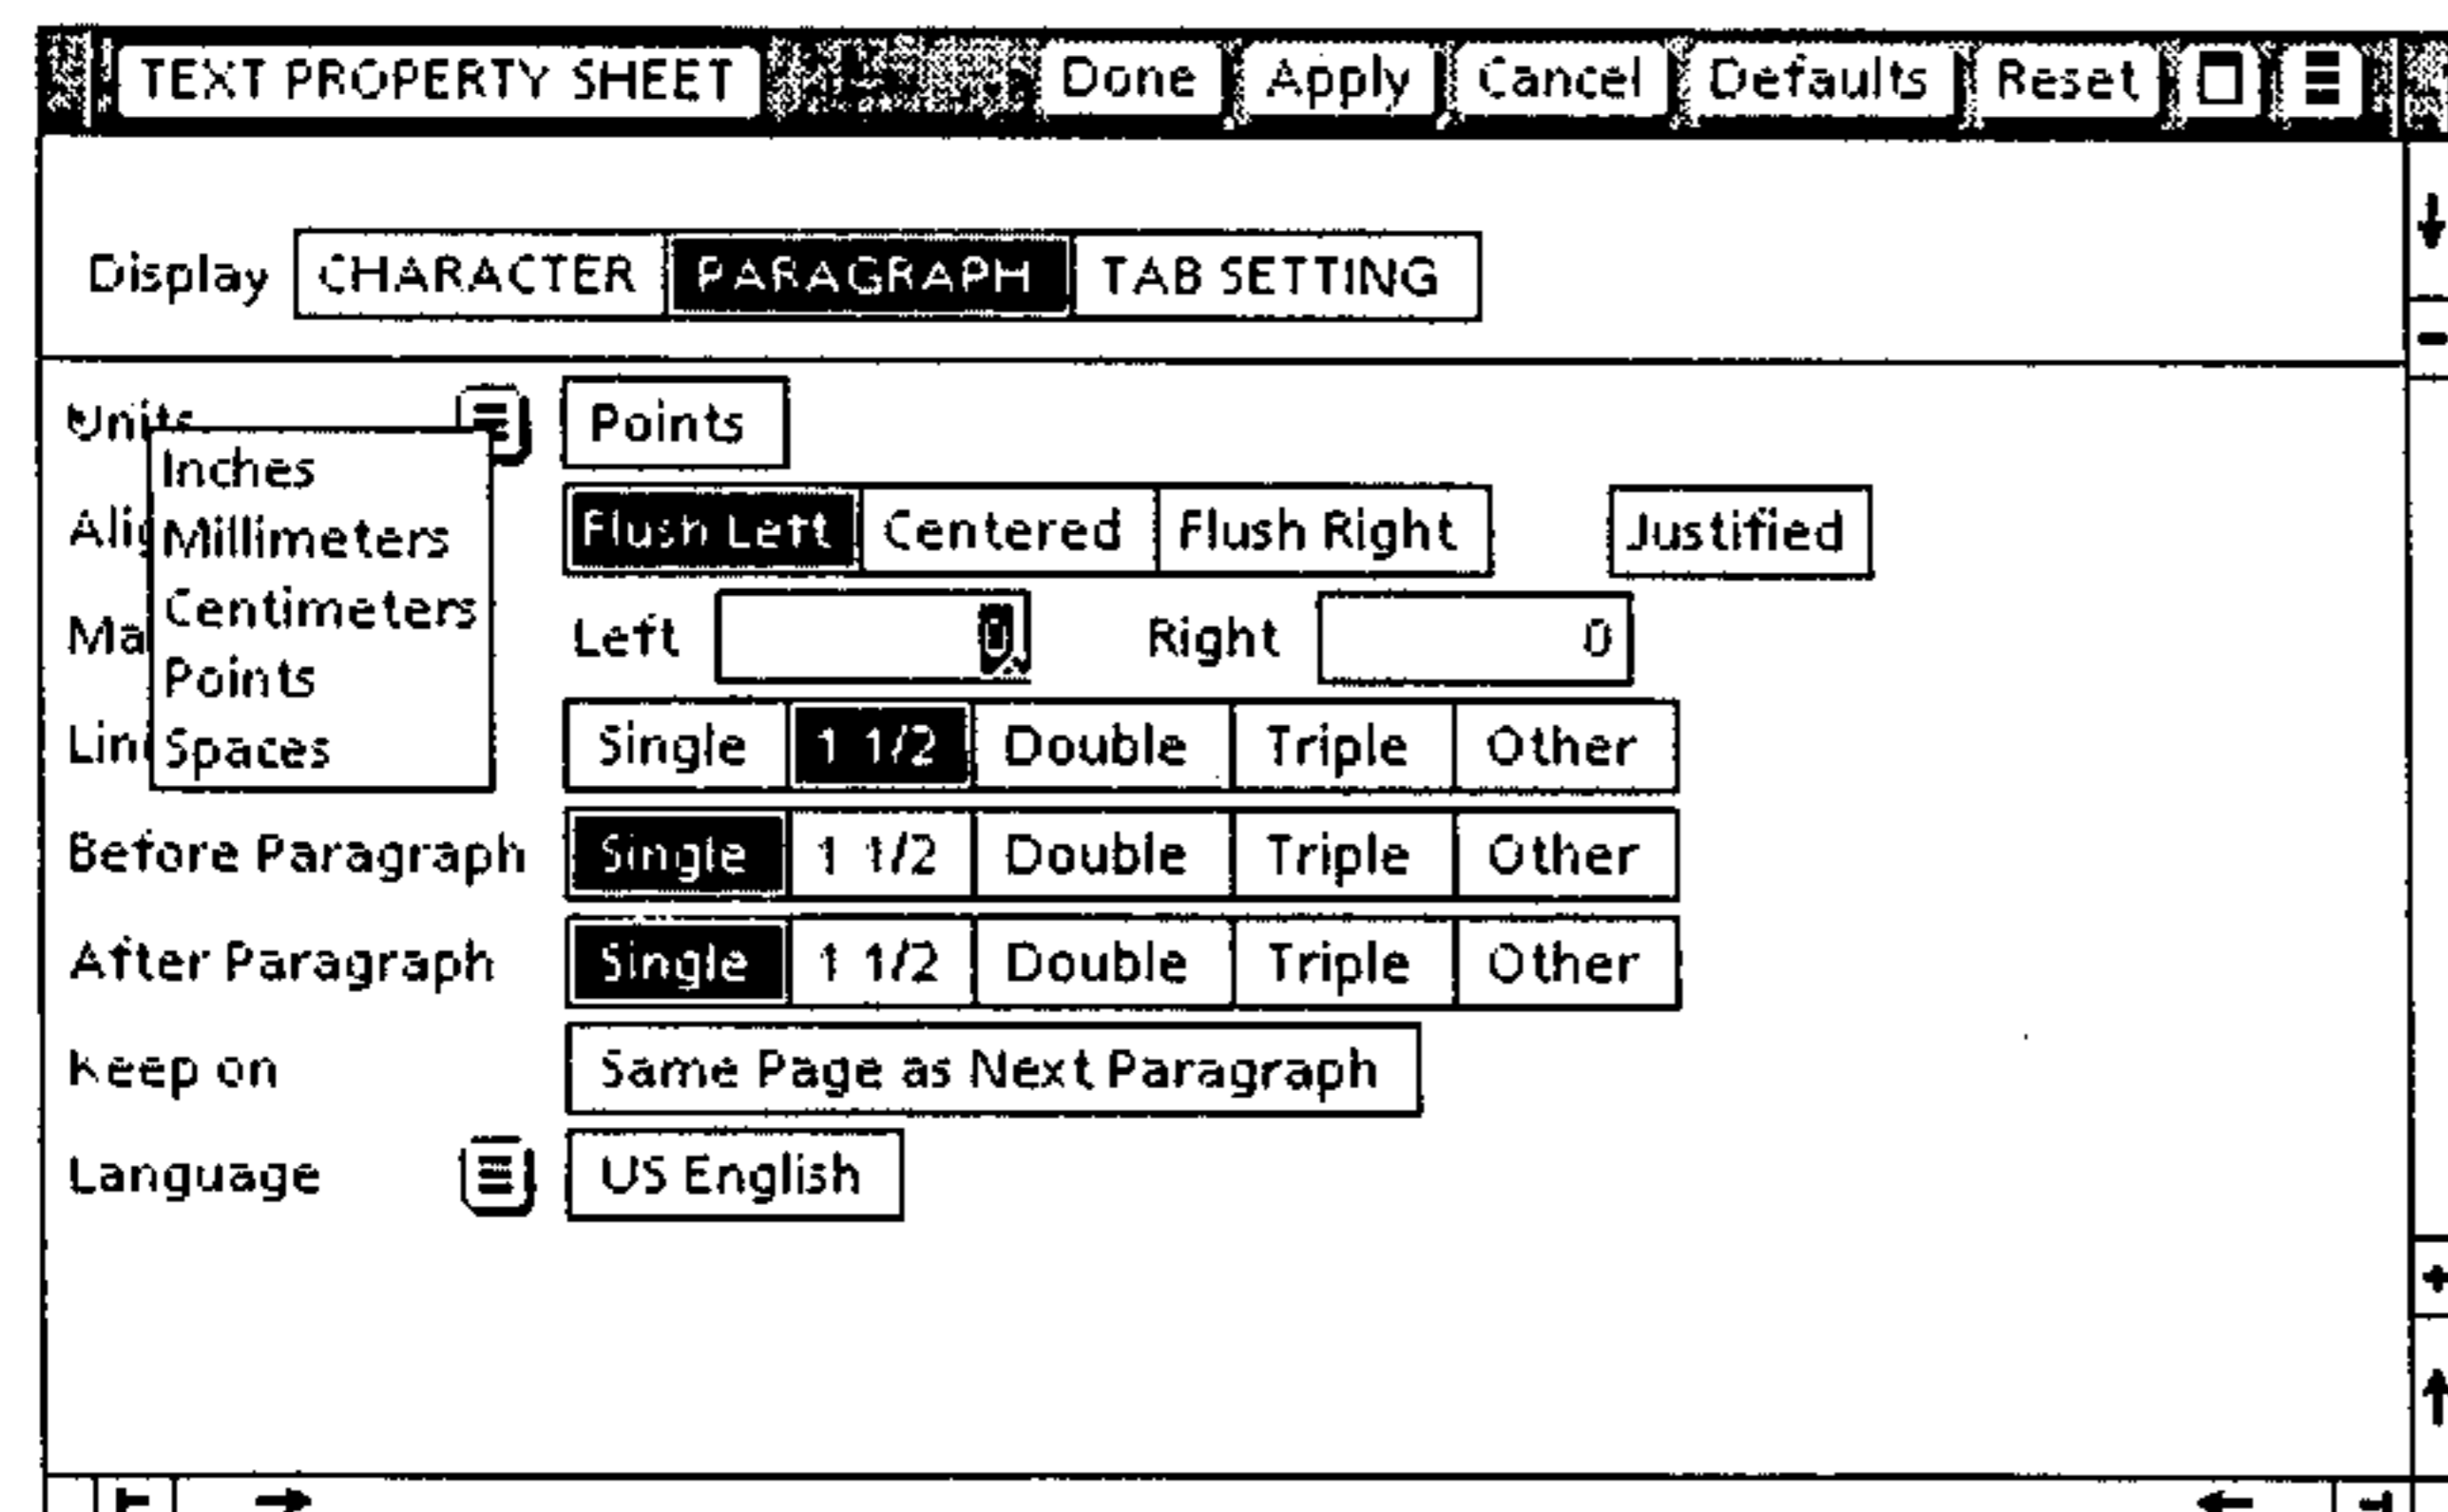 TEXT PROPERTY SHEET Done Apply Cancel Defaults Reset
Display CHARACTER PARAGRAPH TAB SETTING
Units Points
Inches
Flush Left Centered Flush Right Justified
Millimeters
Centimeters
Left 0 Right 0
Points
Spaces
Single 1 1/2 Double Triple Other
Before Paragraph Single 1 1/2 Double Triple Other
After Paragraph Single 1 1/2 Double Triple Other
Keep on Same Page as Next Paragraph
Language US English